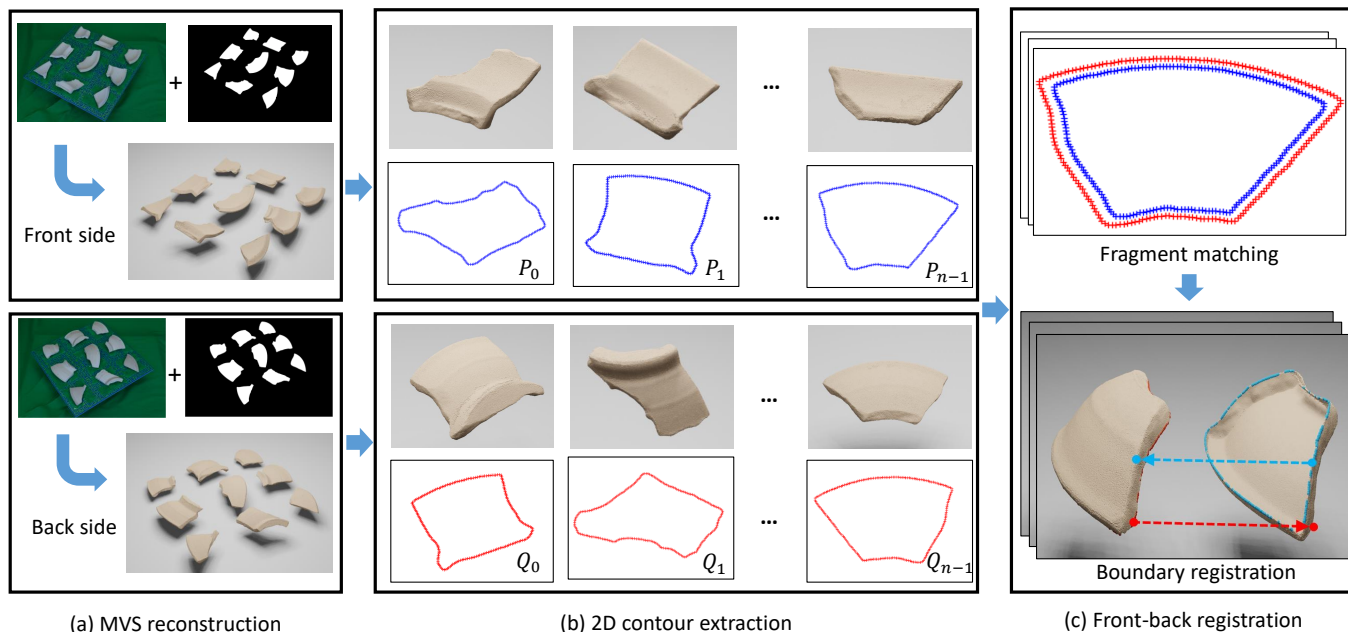 +
Front side
...
P₀
P₁
...
Pₙ₋₁
Fragment matching
+
Back side
...
Q₀
Q₁
...
Qₙ₋₁
Boundary registration
(a) MVS reconstruction
(b) 2D contour extraction
(c) Front-back registration